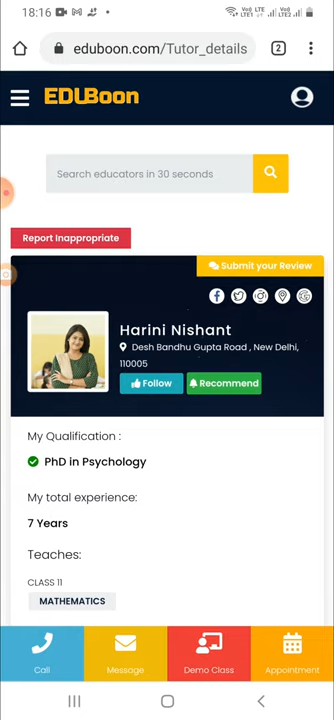 18:16
eduboon.com/Tutor_details
2
EDUBoon
Search educators in 30 seconds
Report Inappropriate
Submit your Review
Harini Nishant
Desh Bandhu Gupta Road , New Delhi,
110005
Follow
Recommend
My Qualification :
PhD in Psychology
My total experience:
7 Years
Teaches:
CLASS 11
MATHEMATICS
Call
Message
Demo Class
Appointment